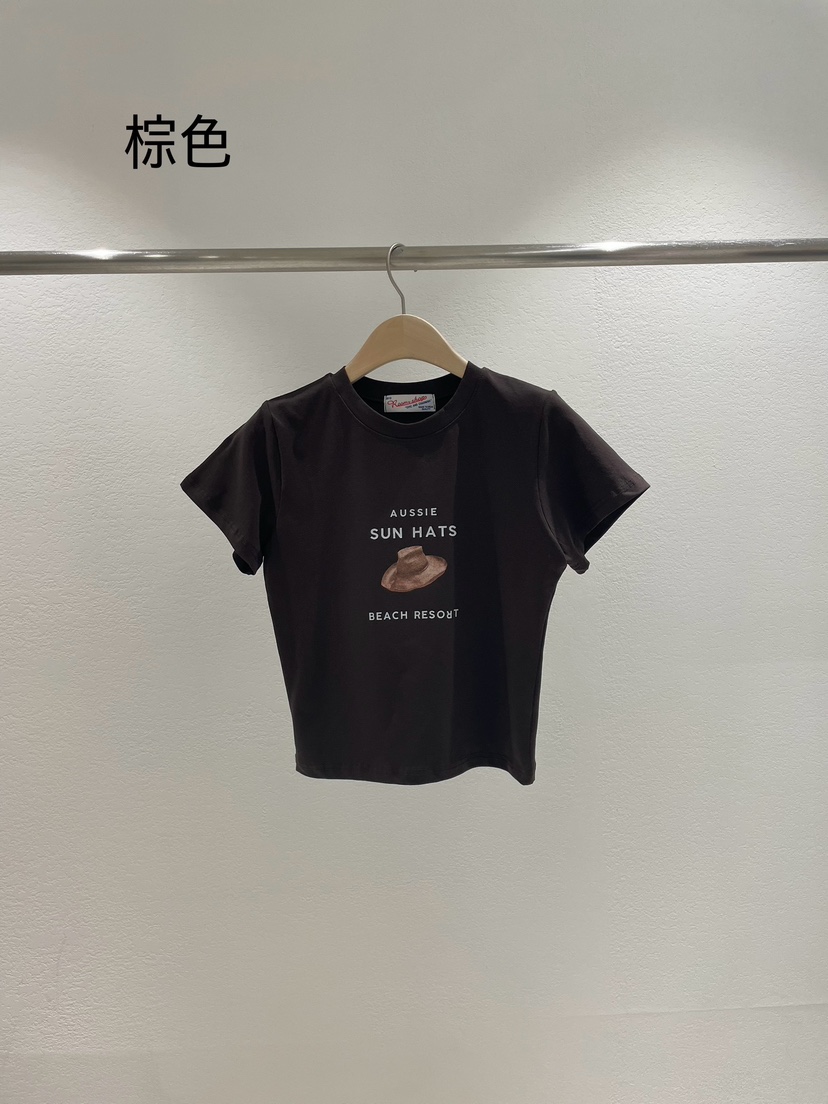 棕色
AUSSIE
SUN HATS
BEACH RESORT